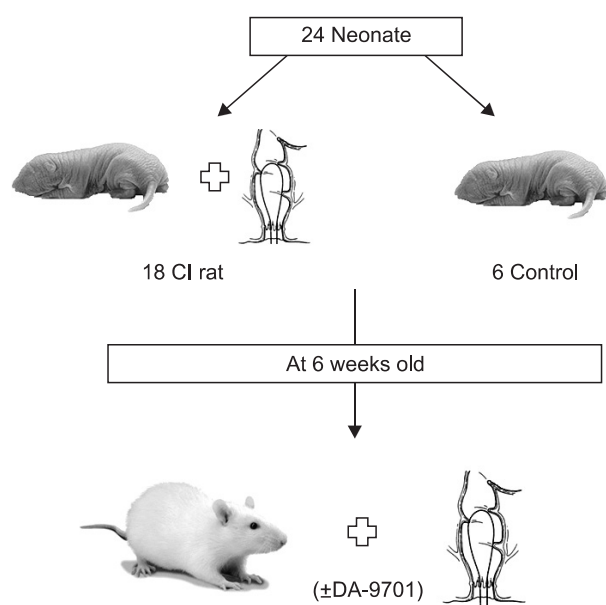 24 Neonate
18 CI rat
6 Control
At 6 weeks old
(±DA-9701)